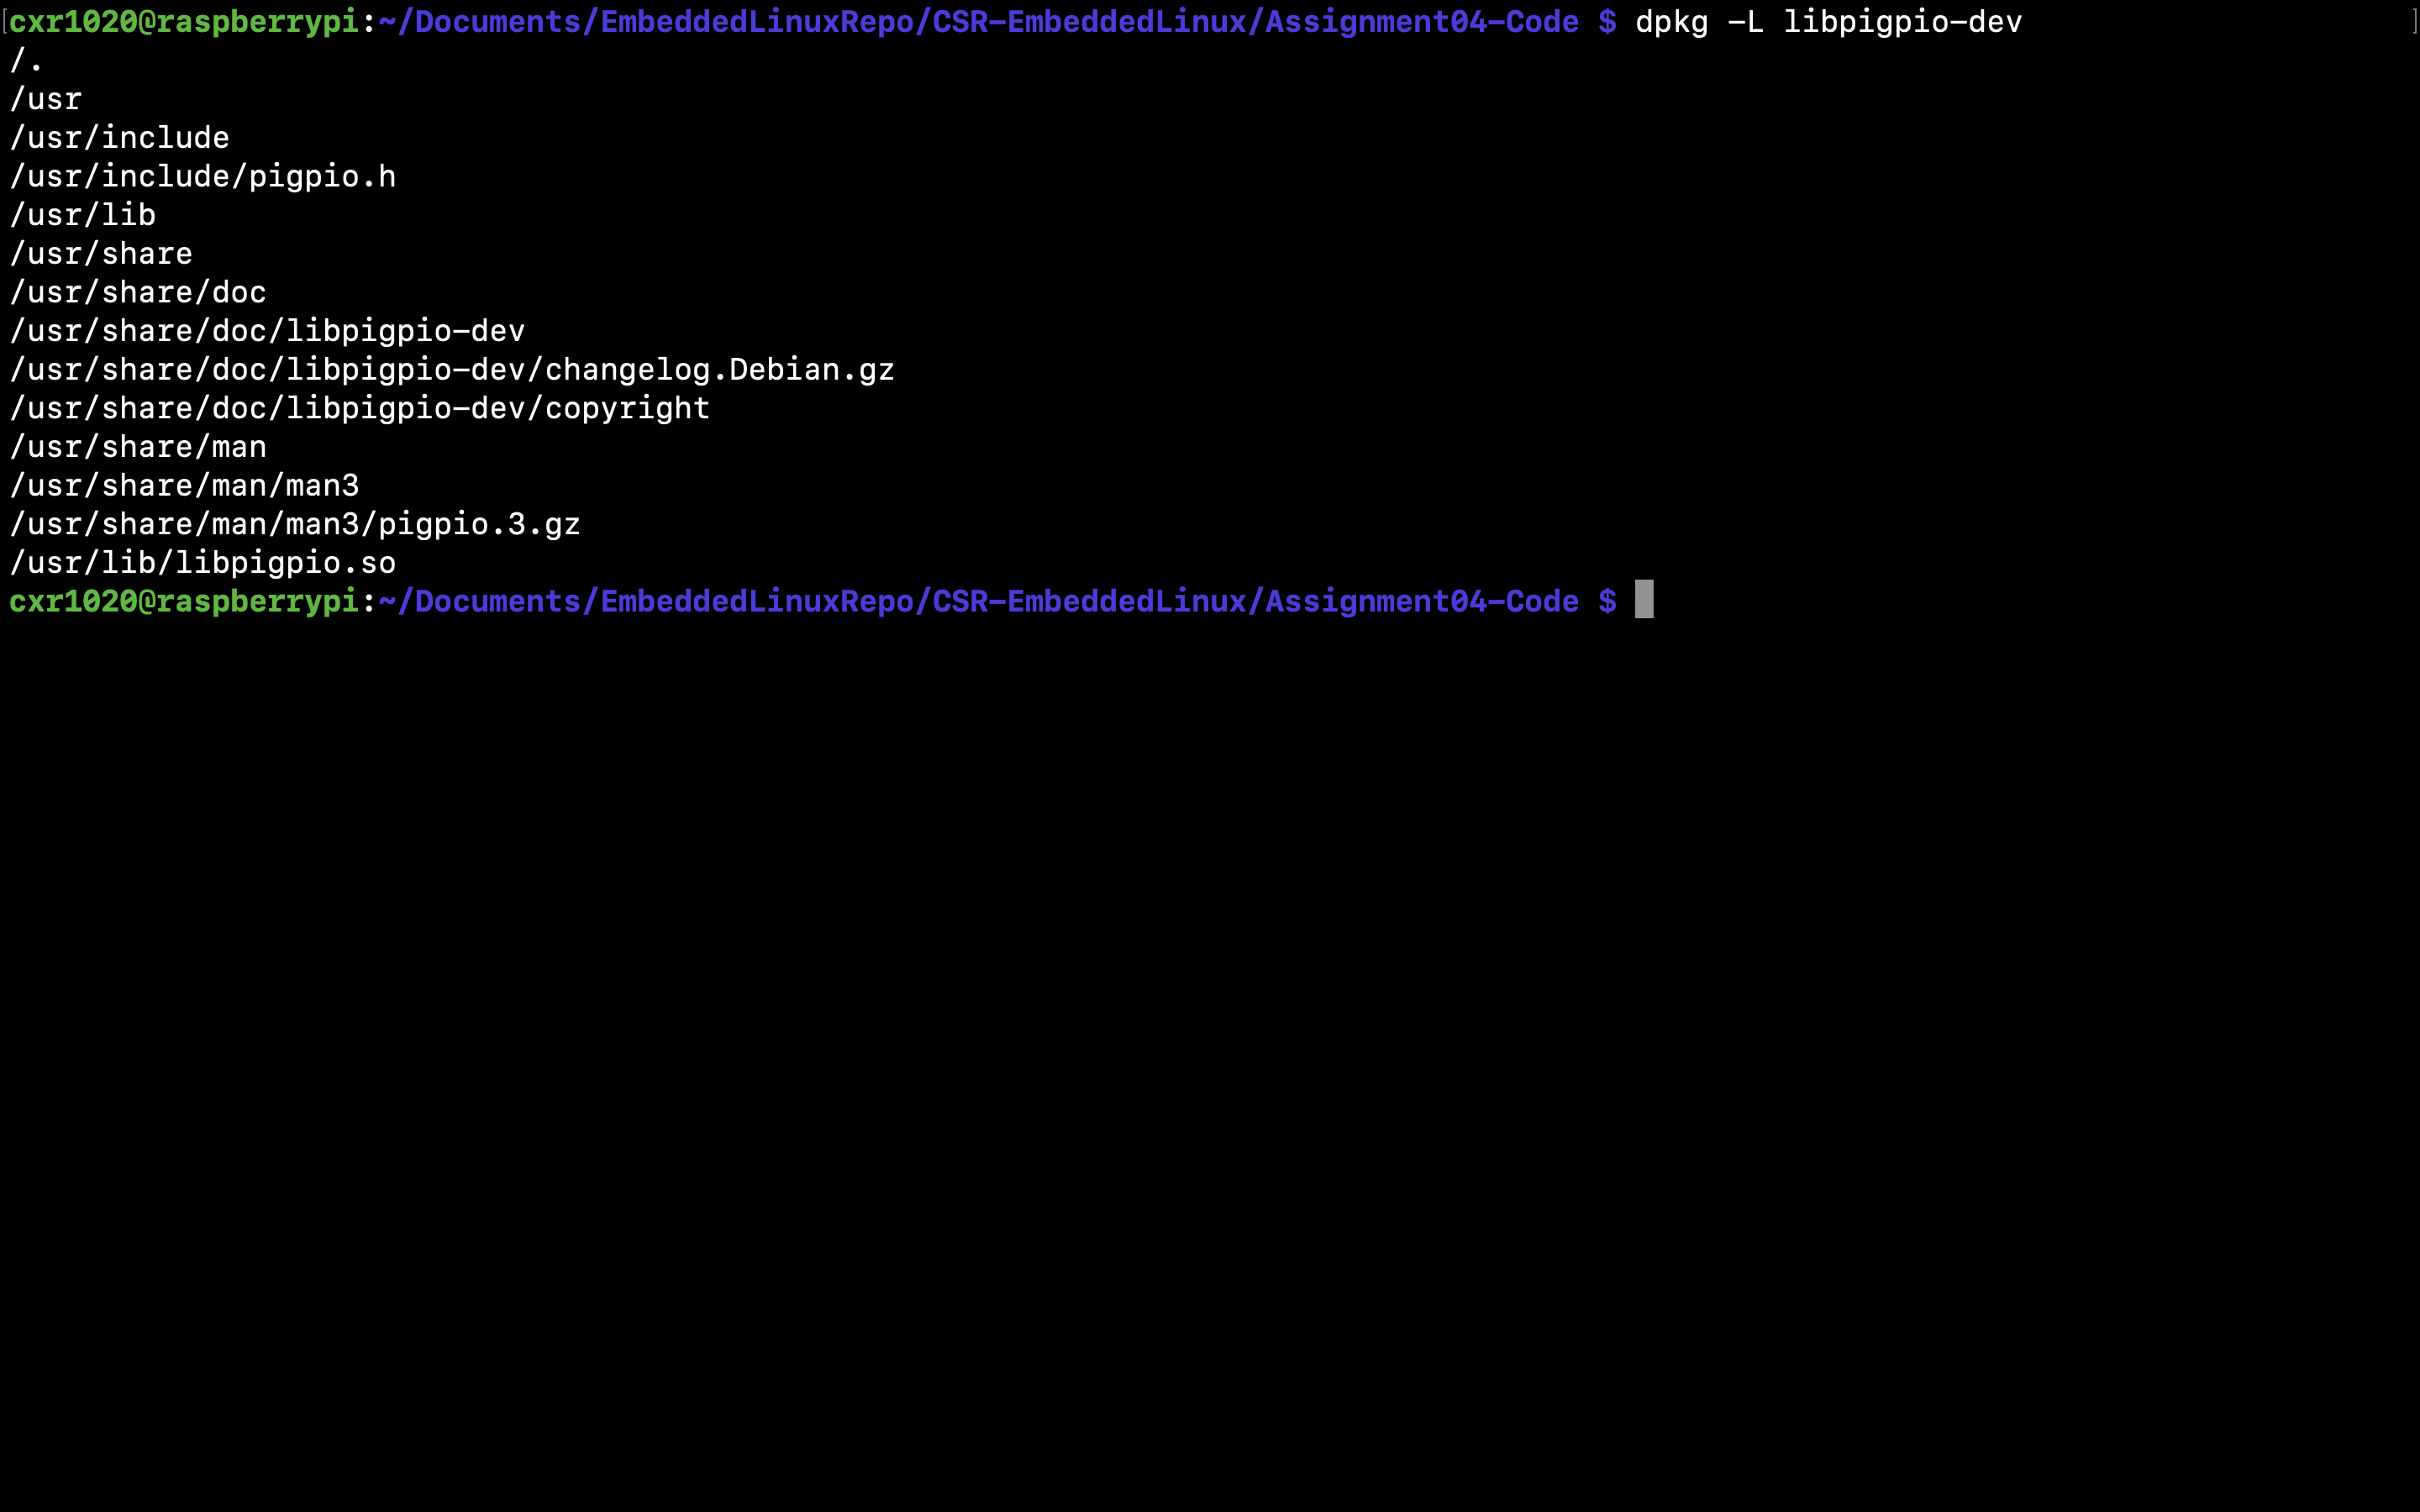 [cxr1020@raspberrypi:~/Documents/EmbeddedLinuxRepo/CSR-EmbeddedLinux/Assignment04-Code $ dpkg -L libpigpio-dev ]
/.
/usr
/usr/include
/usr/include/pigpio.h
/usr/lib
/usr/share
/usr/share/doc
/usr/share/doc/libpigpio-dev
/usr/share/doc/libpigpio-dev/changelog.Debian.gz
/usr/share/doc/libpigpio-dev/copyright
/usr/share/man
/usr/share/man/man3
/usr/share/man/man3/pigpio.3.gz
/usr/lib/libpigpio.so
cxr1020@raspberrypi:~/Documents/EmbeddedLinuxRepo/CSR-EmbeddedLinux/Assignment04-Code $